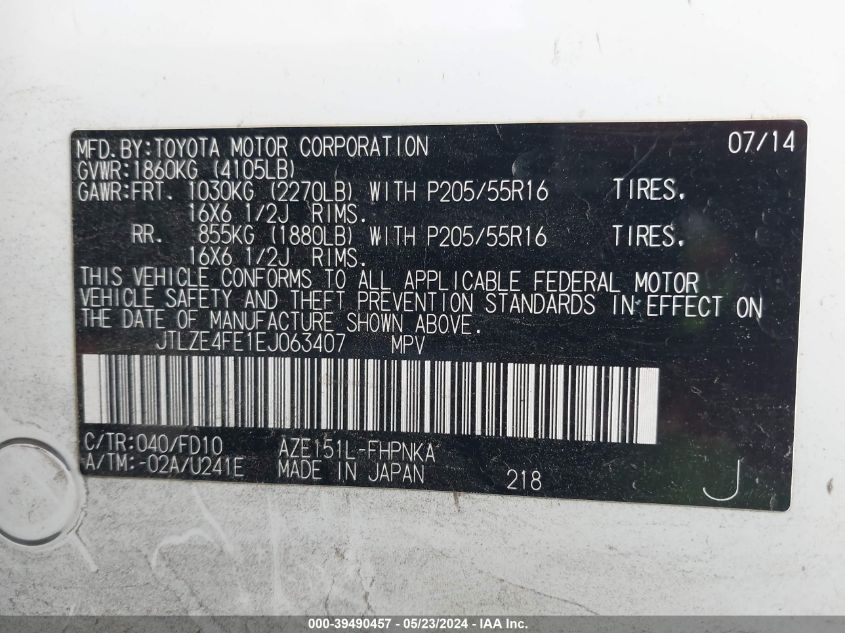 MFD. BY: TOYOTA MOTOR CORPORATION 07/14
GVWR: 1860KG (4105LB)
GAWR: FRT. 1030KG (2270LB) WITH P205/55R16 TIRES.
16X6 1/2J RIMS.
RR. 855KG (1880LB) WITH P205/55R16 TIRES.
16X6 1/2J RIMS.
THIS VEHICLE CONFORMS TO ALL APPLICABLE FEDERAL MOTOR
VEHICLE SAFETY AND THEFT PREVENTION STANDARDS IN EFFECT ON
THE DATE OF MANUFACTURE SHOWN ABOVE.
JTLZE4FE1EJ063407 MPV
C/TR: 040/FD10 AZE151L-FHPNKA
A/TM: -02A/U241E MADE IN JAPAN 218 J
000-39490457 - 05/23/2024 - IAA Inc.